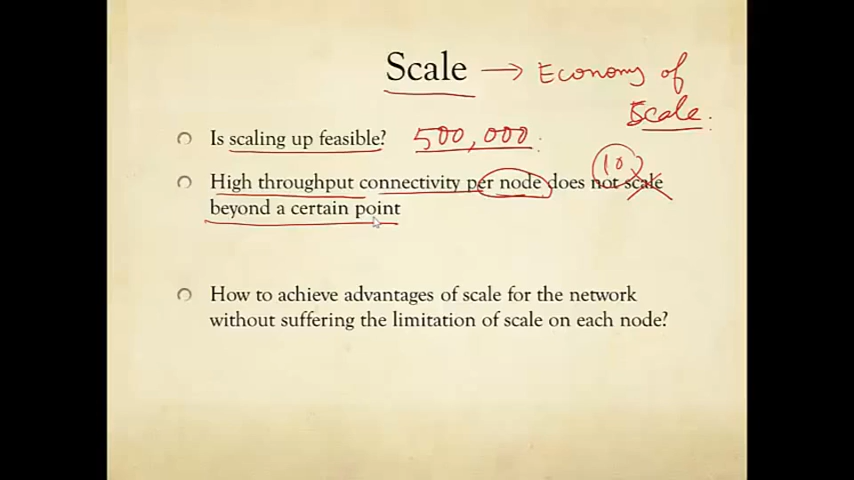 Scale → Economy of
Scale.
Is scaling up feasible? 500,000.
10
High throughput connectivity per node does not scale
beyond a certain point
How to achieve advantages of scale for the network
without suffering the limitation of scale on each node?